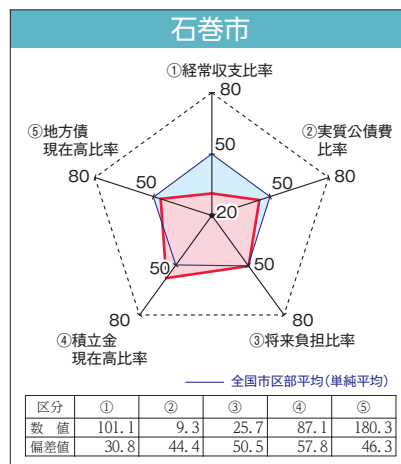 石巻市
①経常収支比率
80
⑤地方債
現在高比率
②実質公債費
比率
80
50
80
50
50
20
50
50
80
80
④積立金
現在高比率
③将来負担比率
全国市区部平均(単純平均)
区分 ① ② ③ ④ ⑤
数 値 101.1 9.3 25.7 87.1 180.3
偏差値 30.8 44.4 50.5 57.8 46.3